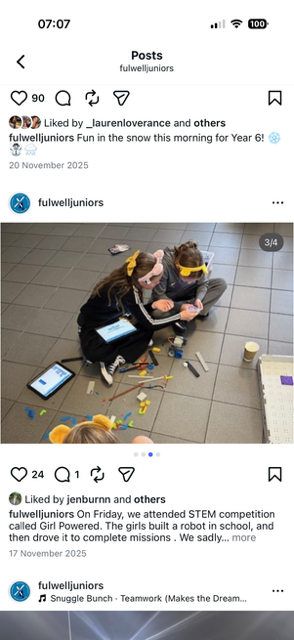 07:07
100
Posts
fulwelljuniors
90
Liked by _laurenloverance and others
fulwelljuniors Fun in the snow this morning for Year 6! ❄️
☃️🌨️
20 November 2025
fulwelljuniors
3/4
24
1
Liked by jenburnn and others
fulwelljuniors On Friday, we attended STEM competition
called Girl Powered. The girls built a robot in school, and
then drove it to complete missions . We sadly... more
17 November 2025
fulwelljuniors
Snuggle Bunch · Teamwork (Makes the Dream...